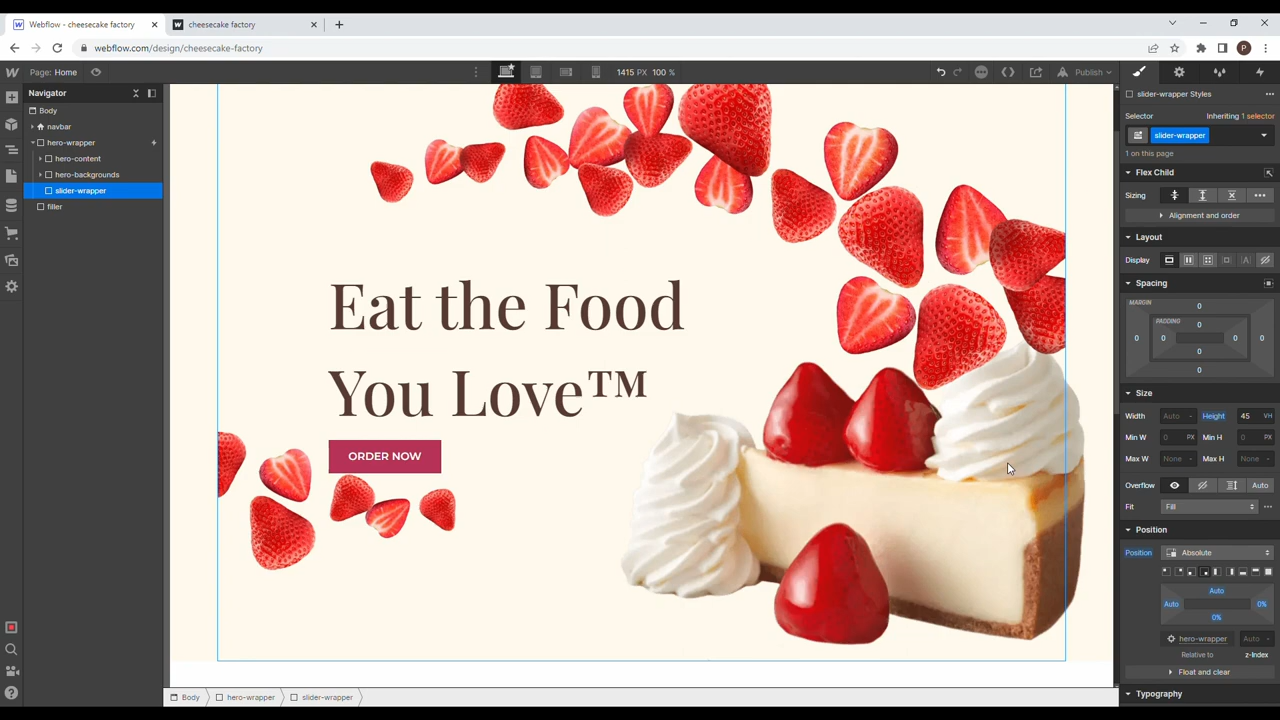 Webflow - cheesecake factory
cheesecake factory
webflow.com/design/cheesecake-factory
P
Page: Home
1415 PX 100 %
Publish
Navigator
Body
navbar
hero-wrapper
hero-content
hero-backgrounds
slider-wrapper
filler
Eat the Food
You Love™
ORDER NOW
slider-wrapper Styles
Selector
Inheriting 1 selector
slider-wrapper
1 on this page
Flex Child
Sizing
Alignment and order
Layout
Display
Spacing
MARGIN
0
PADDING
0
0 0 0 0
0
0
Size
Width Auto - Height 45 VH
Min W 0 PX Min H 0 PX
Max W None - Max H None -
Overflow Auto
Fit Fill
Position
Position Absolute
Auto
Auto 0%
0%
hero-wrapper Auto -
Relative to z-Index
Float and clear
Typography
Body hero-wrapper slider-wrapper